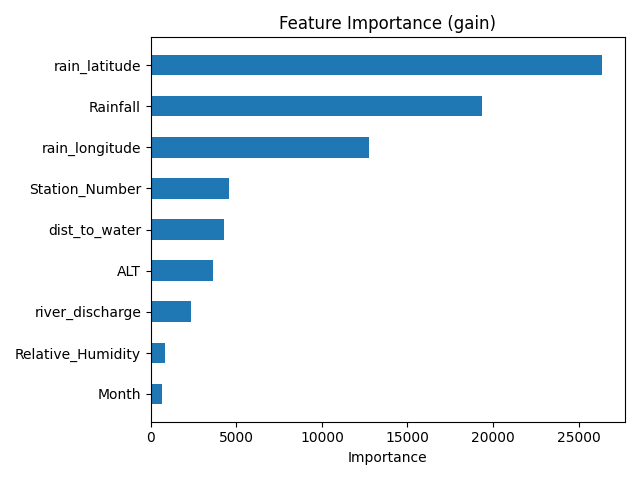 Feature Importance (gain)
rain_latitude
Rainfall
rain_longitude
Station_Number
dist_to_water
ALT
river_discharge
Relative_Humidity
Month
0 5000 10000 15000 20000 25000
Importance